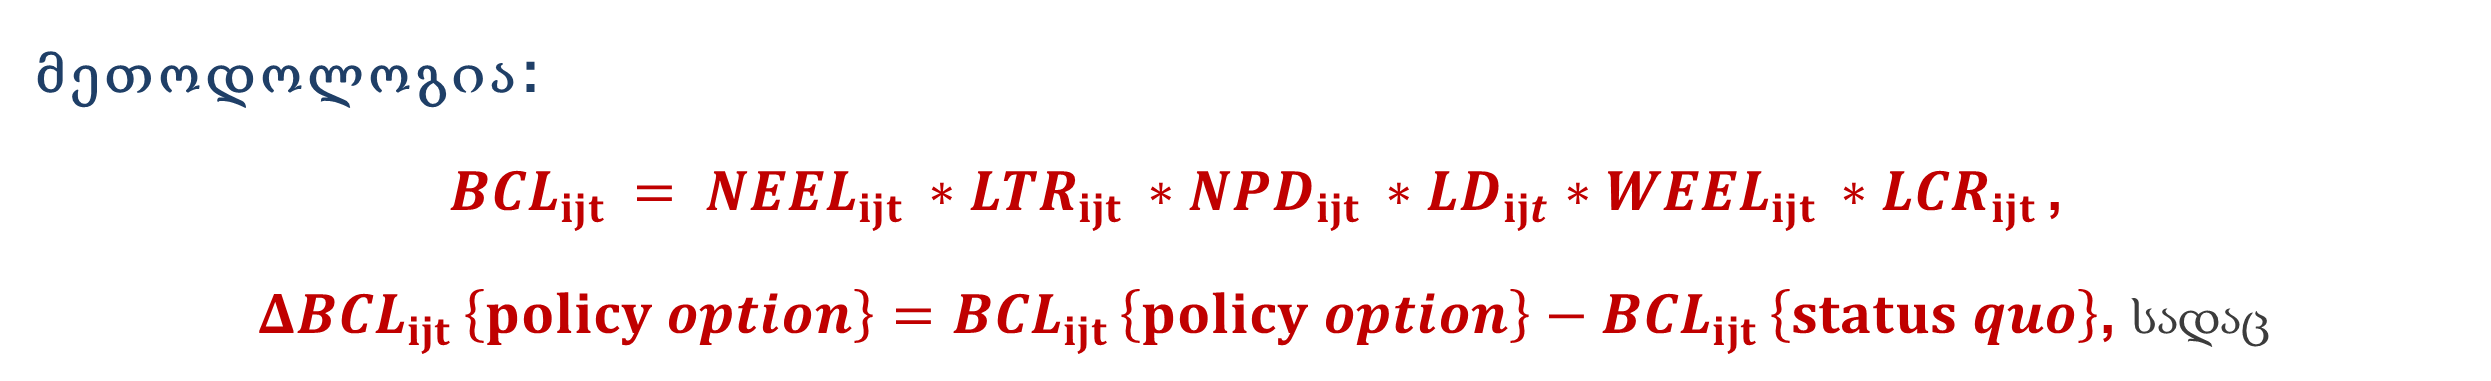 მეთოდოლოგია:
BCLijt = NEELijt * LTRijt * NPDijt * LDijt * WEELijt * LCRijt ,
ΔBCLijt {policy option} = BCLijt {policy option} − BCLijt {status quo}, სადაც